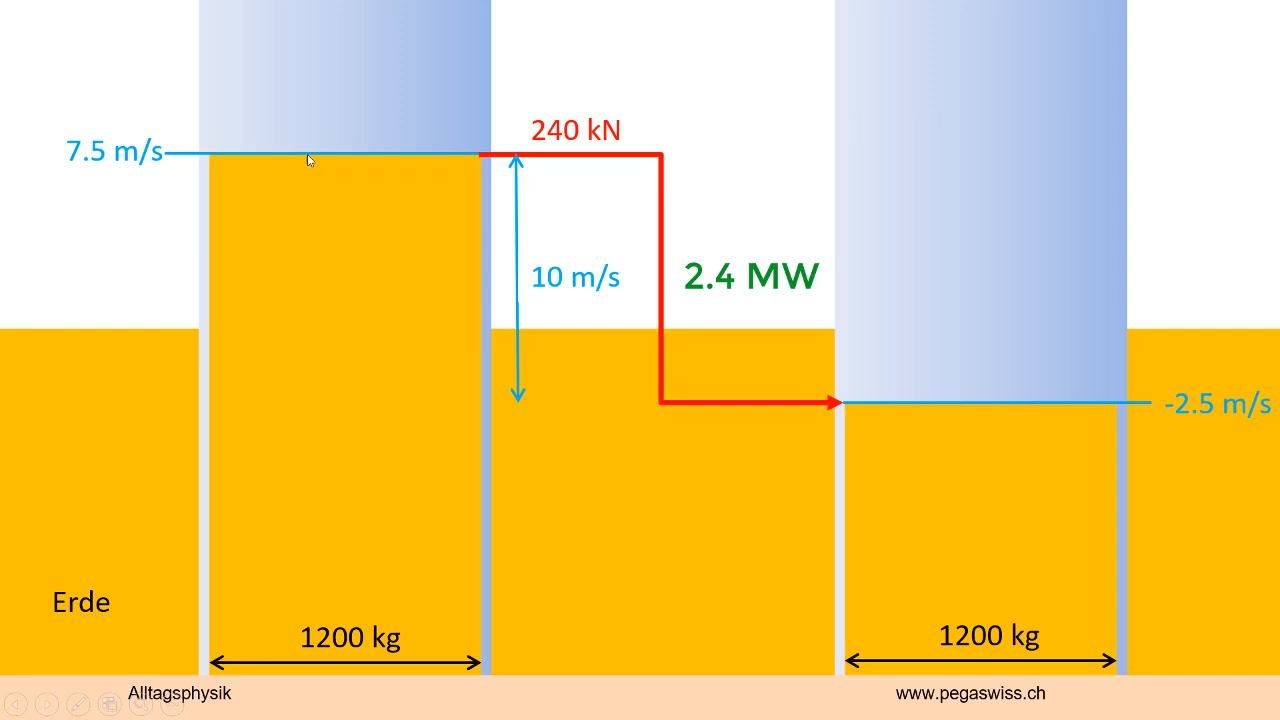 240 kN
7.5 m/s
10 m/s
2.4 MW
-2.5 m/s
Erde
1200 kg
1200 kg
Alltagsphysik
www.pegaswiss.ch